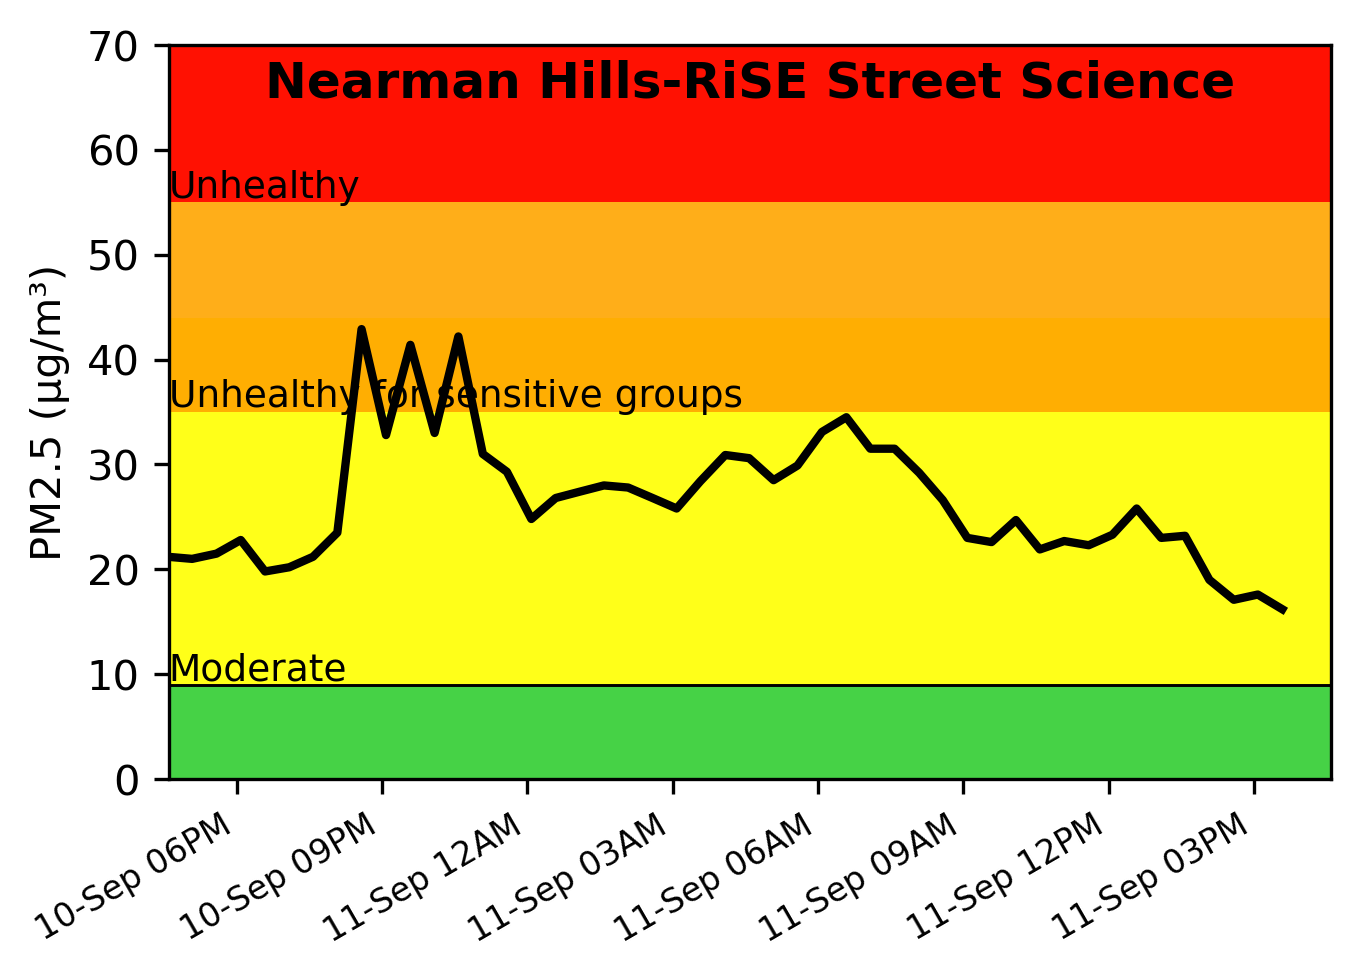 Nearman Hills-RiSE Street Science
PM2.5 (µg/m³)
70
60
50
40
30
20
10
0
Unhealthy
Unhealthy for sensitive groups
Moderate
10-Sep 06PM
10-Sep 09PM
11-Sep 12AM
11-Sep 03AM
11-Sep 06AM
11-Sep 09AM
11-Sep 12PM
11-Sep 03PM